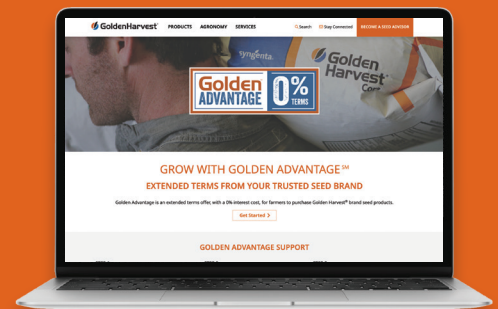 GoldenHarvest®
PRODUCTS AGRONOMY SERVICES
Search Stay Connected BECOME A SEED ADVISOR
syngenta.
Golden
Harvest®
Corn
Golden
ADVANTAGE
0%
TERMS
GROW WITH GOLDEN ADVANTAGE℠
EXTENDED TERMS FROM YOUR TRUSTED SEED BRAND
Golden Advantage is an extended terms offer, with a 0% interest cost, for farmers to purchase Golden Harvest® brand seed products.
Get Started >
GOLDEN ADVANTAGE SUPPORT